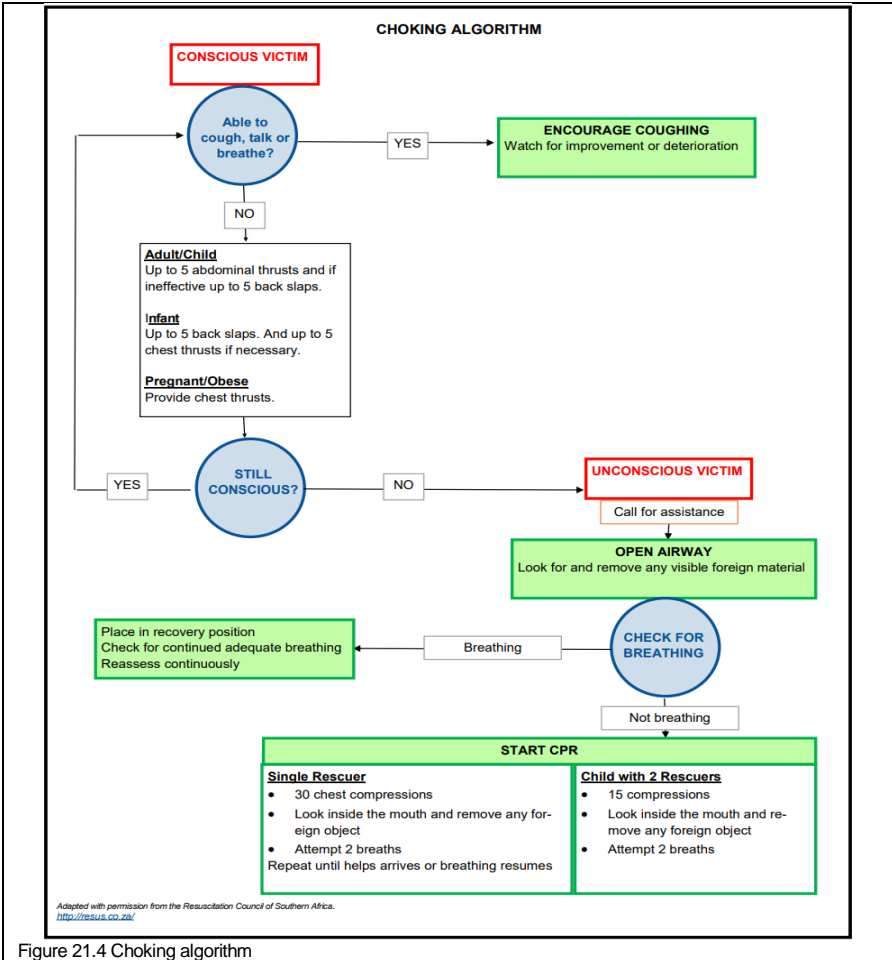 CHOKING ALGORITHM
CONSCIOUS VICTIM
Able to
cough, talk or
breathe?
YES
ENCOURAGE COUGHING
Watch for improvement or deterioration
NO
Adult/Child
Up to 5 abdominal thrusts and if
ineffective up to 5 back slaps.
Infant
Up to 5 back slaps. And up to 5
chest thrusts if necessary.
Pregnant/Obese
Provide chest thrusts.
STILL
CONSCIOUS?
YES
NO
UNCONSCIOUS VICTIM
Call for assistance
OPEN AIRWAY
Look for and remove any visible foreign material
CHECK FOR
BREATHING
Breathing
Place in recovery position
Check for continued adequate breathing
Reassess continuously
Not breathing
START CPR
Single Rescuer
• 30 chest compressions
• Look inside the mouth and remove any for-
eign object
• Attempt 2 breaths
Repeat until helps arrives or breathing resumes
Child with 2 Rescuers
• 15 compressions
• Look inside the mouth and re-
move any foreign object
• Attempt 2 breaths
Adapted with permission from the Resuscitation Council of Southern Africa.
http://resus.co.za/
Figure 21.4 Choking algorithm